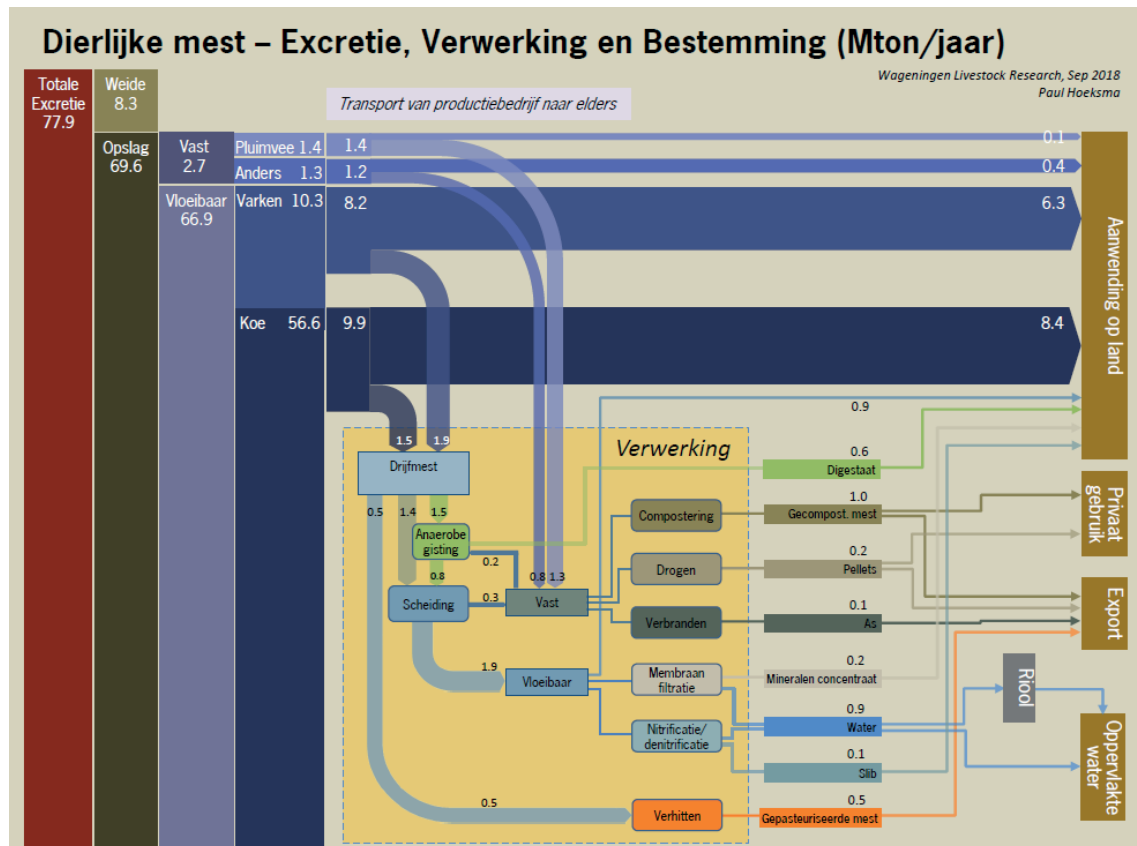 Dierlijke mest – Excretie, Verwerking en Bestemming (Mton/jaar)
Wageningen Livestock Research, Sep 2018
Paul Hoeksma
Totale
Excretie
77.9
Weide
8.3
Transport van productiebedrijf naar elders
Opslag
69.6
Vast
2.7
Pluimvee 1.4
1.4
0.1
Anders 1.3
1.2
0.4
Vloeibaar
66.9
Varken 10.3
8.2
6.3
Koe 56.6
9.9
8.4
Aanwending op land
1.5
1.9
Verwerking
Drijfmest
0.5
1.4
1.5
Anaerobe
gisting
0.2
0.8
0.8
1.3
Scheiding
0.3
Vast
1.9
Vloeibaar
0.5
Compostering
Drogen
Verbranden
Membraan
filtratie
Nitrificatie/
denitrificatie
Verhitten
0.9
0.6
Digestaat
1.0
Gecompost. mest
0.2
Pellets
0.1
As
0.2
Mineralen concentraat
0.9
Water
0.1
Slib
0.5
Gepasteuriseerde mest
Privaat
gebruik
Export
Riool
Oppervlakte
water